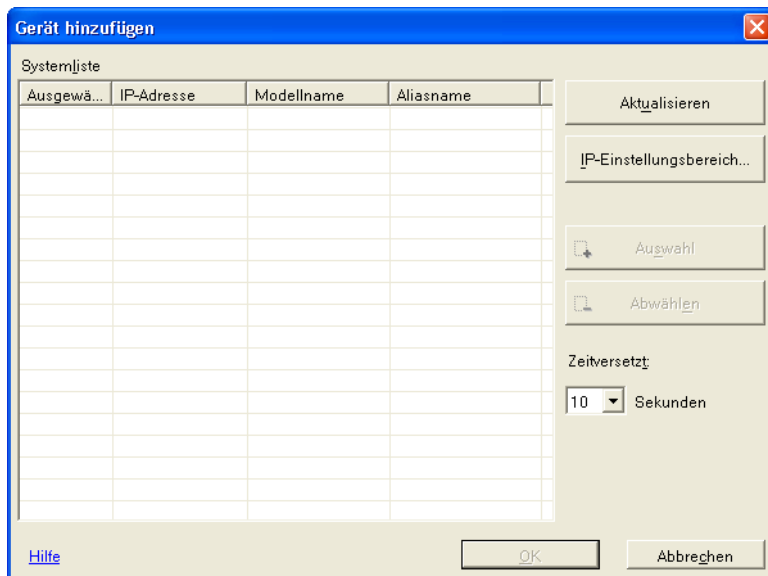 Gerät hinzufügen
Systemliste
Ausgewä... IP-Adresse Modellname Aliasname
Aktualisieren
IP-Einstellungsbereich...
Auswahl
Abwählen
Zeitversetzt:
10 Sekunden
Hilfe OK Abbrechen